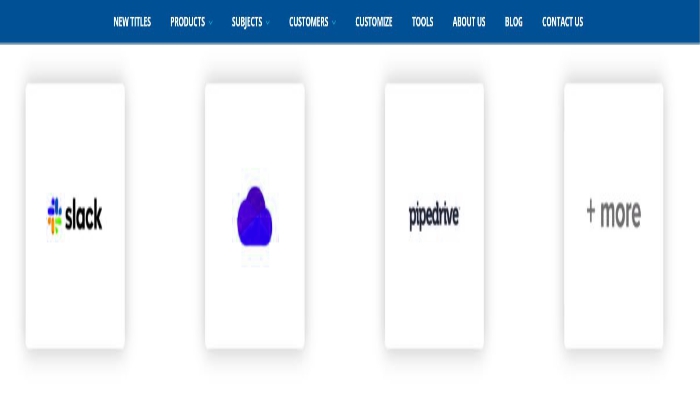 NEW TITLES PRODUCTS SUBJECTS CUSTOMERS CUSTOMIZE TOOLS ABOUT US BLOG CONTACT US
slack
pipedrive
+ more